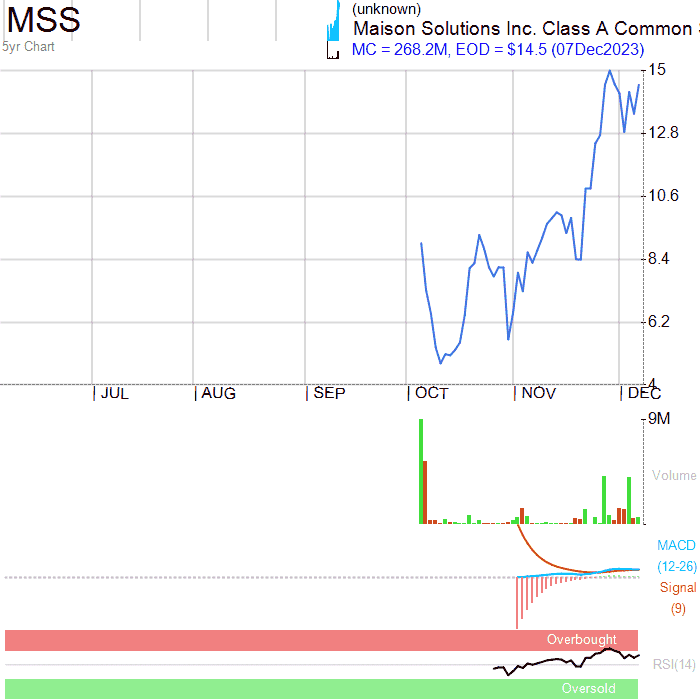 MSS
(unknown)
Maison Solutions Inc. Class A Common
5yr Chart
MC = 268.2M, EOD = $14.5 (07Dec2023)
15
12.8
10.6
8.4
6.2
4
JUL
AUG
SEP
OCT
NOV
DEC
9M
Volume
MACD
(12-26)
Signal
(9)
Overbought
RSI(14)
Oversold